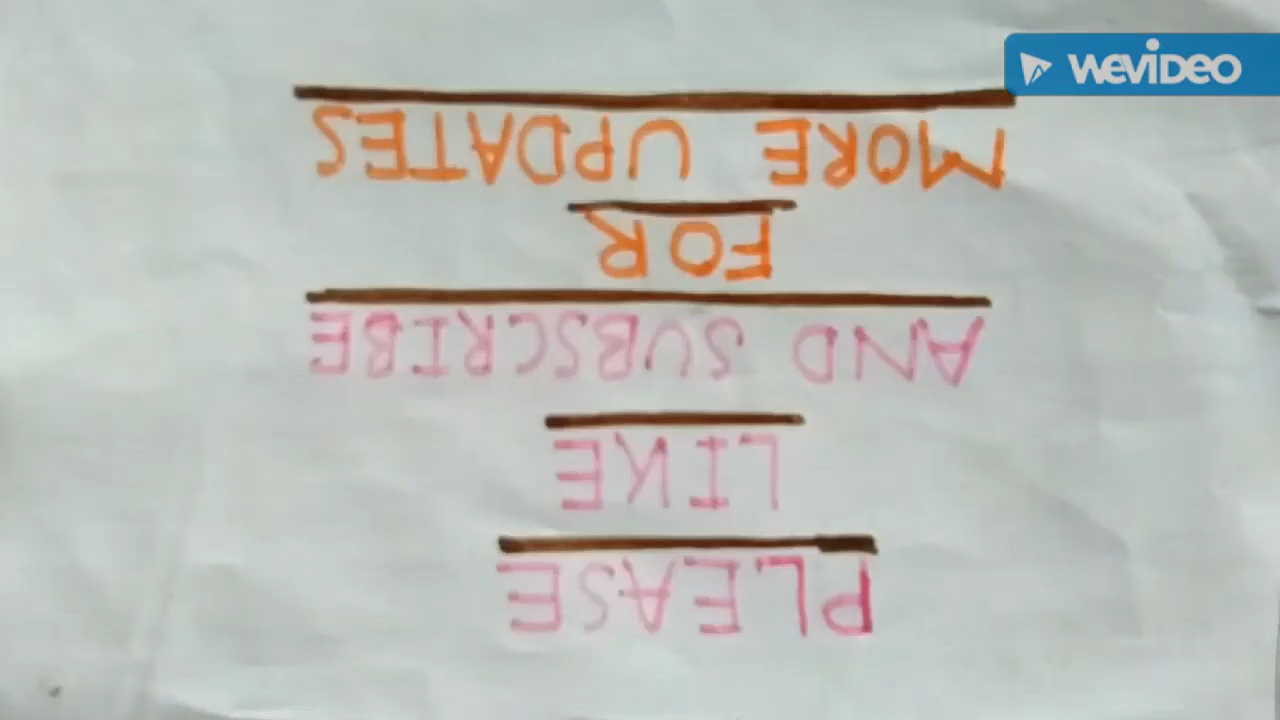 PLEASE
LIKE
AND SUBSCRIBE
FOR
MORE UPDATES
WEVIDEO